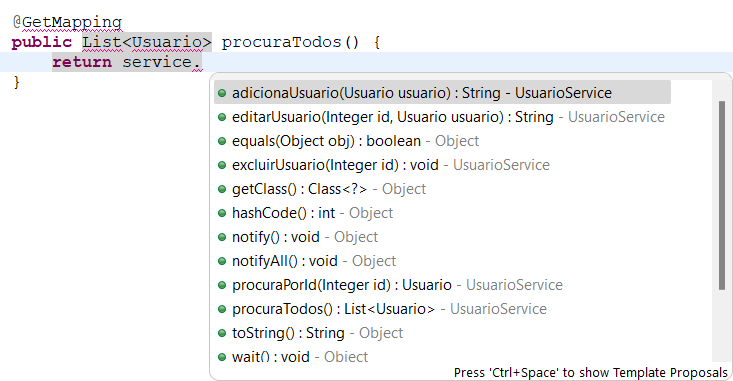 @GetMapping
public List<Usuario> procuraTodos() {
return service.
}
adicionaUsuario(Usuario usuario) : String - UsuarioService
editarUsuario(Integer id, Usuario usuario) : String - UsuarioService
equals(Object obj) : boolean - Object
excluirUsuario(Integer id) : void - UsuarioService
getClass() : Class<?> - Object
hashCode() : int - Object
notify() : void - Object
notifyAll() : void - Object
procuraPorId(Integer id) : Usuario - UsuarioService
procuraTodos() : List<Usuario> - UsuarioService
toString() : String - Object
wait() : void - Object
Press 'Ctrl+Space' to show Template Proposals